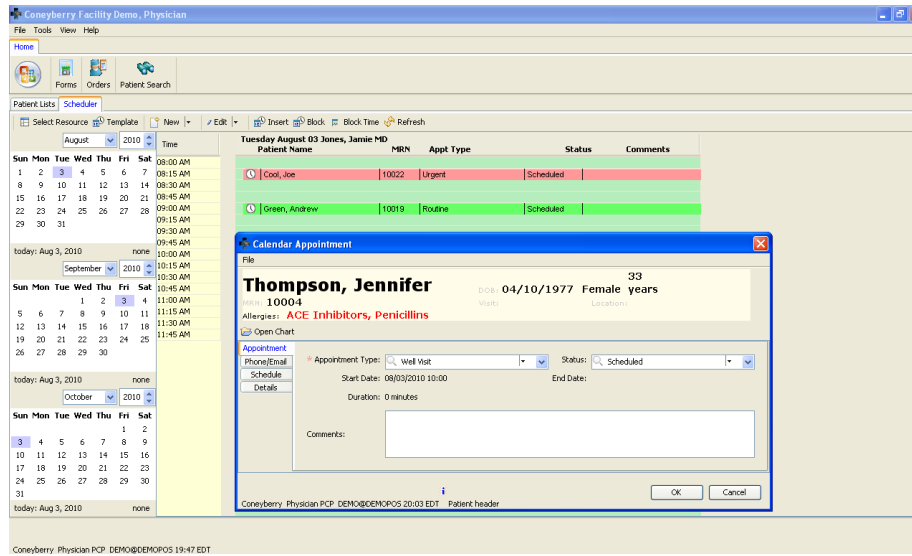 Coneyberry Facility Demo, Physician
File Tools View Help
Home
Forms Orders Patient Search
Patient Lists Scheduler
Select Resource Template New Edit Insert Block Block Time Refresh
August 2010
Sun Mon Tue Wed Thu Fri Sat
1 2 3 4 5 6 7
8 9 10 11 12 13 14
15 16 17 18 19 20 21
22 23 24 25 26 27 28
29 30 31
today: Aug 3, 2010 none
September 2010
Sun Mon Tue Wed Thu Fri Sat
1 2 3 4
5 6 7 8 9 10 11
12 13 14 15 16 17 18
19 20 21 22 23 24 25
26 27 28 29 30
today: Aug 3, 2010 none
October 2010
Sun Mon Tue Wed Thu Fri Sat
1 2
3 4 5 6 7 8 9
10 11 12 13 14 15 16
17 18 19 20 21 22 23
24 25 26 27 28 29 30
31
today: Aug 3, 2010 none
Time
08:00 AM
08:15 AM
08:30 AM
08:45 AM
09:00 AM
09:15 AM
09:30 AM
09:45 AM
10:00 AM
10:15 AM
10:30 AM
10:45 AM
11:00 AM
11:15 AM
11:30 AM
11:45 AM
Tuesday August 03 Jones, Jamie MD
Patient Name MRN Appt Type Status Comments
Cool, Joe 10022 Urgent Scheduled
Green, Andrew 10019 Routine Scheduled
Calendar Appointment
File
Thompson, Jennifer DOB: 04/10/1977 Female 33 years
MRN: 10004 Visit: Location:
Allergies: ACE Inhibitors, Penicillins
Open Chart
Appointment
Phone/Email
Schedule
Details
* Appointment Type: Well Visit Status: Scheduled
Start Date: 08/03/2010 10:00 End Date:
Duration: 0 minutes
Comments:
i
OK Cancel
Coneyberry Physician PCP DEMO@DEMOPOS 20:03 EDT Patient header
Coneyberry Physician PCP DEMO@DEMOPOS 19:47 EDT